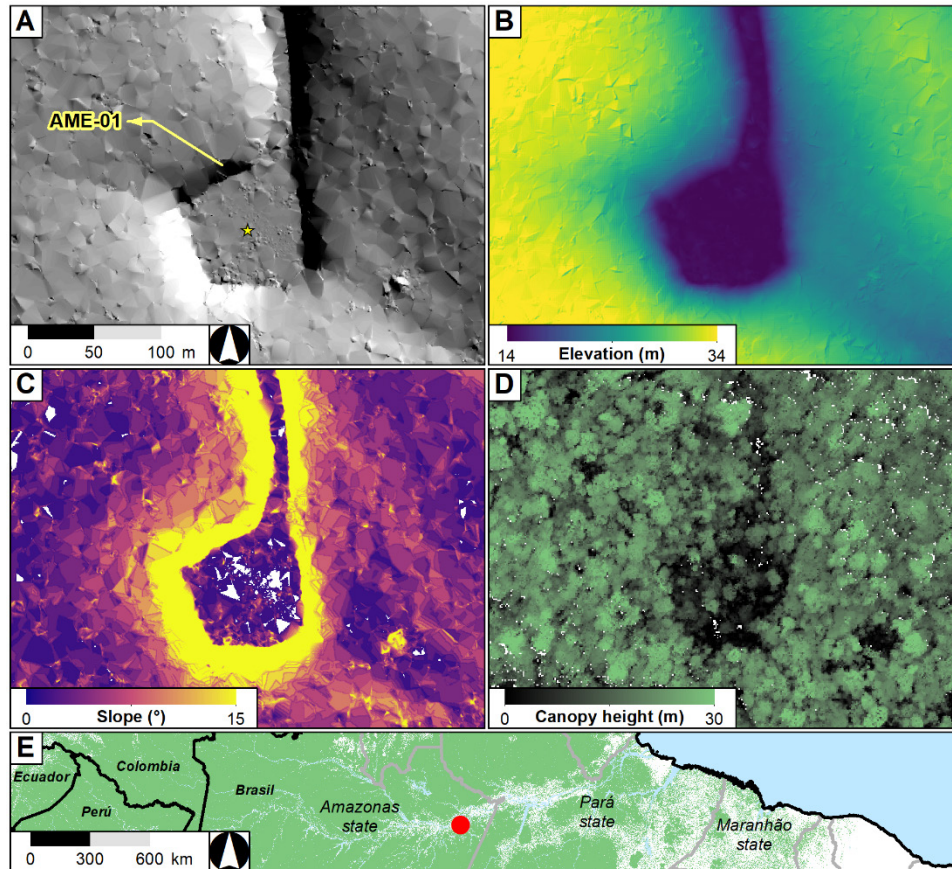 A
AME-01
0 50 100 m
B
14 Elevation (m) 34
C
0 Slope (°) 15
D
0 Canopy height (m) 30
E
Ecuador
Colombia
Perú
Brasil
Amazonas
state
Pará
state
Maranhão
state
0 300 600 km